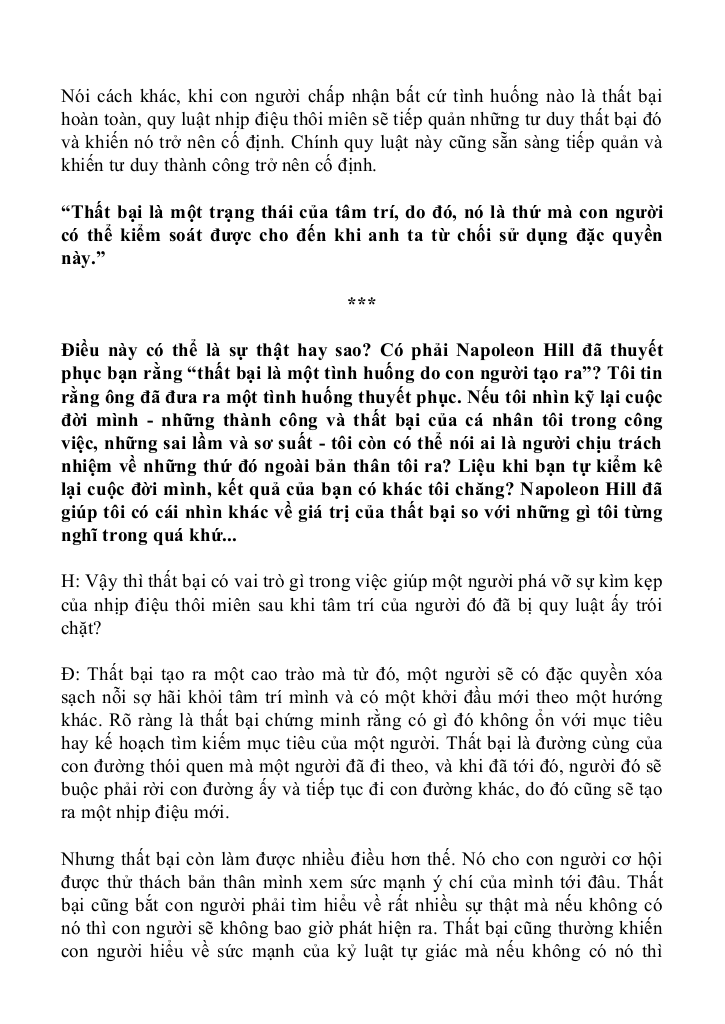 Nói cách khác, khi con người chấp nhận bất cứ tình huống nào là thất bại
hoàn toàn, quy luật nhịp điệu thôi miên sẽ tiếp quản những tư duy thất bại đó
và khiến nó trở nên cố định. Chính quy luật này cũng sẵn sàng tiếp quản và
khiến tư duy thành công trở nên cố định.
“Thất bại là một trạng thái của tâm trí, do đó, nó là thứ mà con người
có thể kiểm soát được cho đến khi anh ta từ chối sử dụng đặc quyền
này.”
***
Điều này có thể là sự thật hay sao? Có phải Napoleon Hill đã thuyết
phục bạn rằng “thất bại là một tình huống do con người tạo ra”? Tôi tin
rằng ông đã đưa ra một tình huống thuyết phục. Nếu tôi nhìn kỹ lại cuộc
đời mình - những thành công và thất bại của cá nhân tôi trong công
việc, những sai lầm và sơ suất - tôi còn có thể nói ai là người chịu trách
nhiệm về những thứ đó ngoài bản thân tôi ra? Liệu khi bạn tự kiểm kê
lại cuộc đời mình, kết quả của bạn có khác tôi chăng? Napoleon Hill đã
giúp tôi có cái nhìn khác về giá trị của thất bại so với những gì tôi từng
nghĩ trong quá khứ...
H: Vậy thì thất bại có vai trò gì trong việc giúp một người phá vỡ sự kìm kẹp
của nhịp điệu thôi miên sau khi tâm trí của người đó đã bị quy luật ấy trói
chặt?
Đ: Thất bại tạo ra một cao trào mà từ đó, một người sẽ có đặc quyền xóa
sạch nỗi sợ hãi khỏi tâm trí mình và có một khởi đầu mới theo một hướng
khác. Rõ ràng là thất bại chứng minh rằng có gì đó không ổn với mục tiêu
hay kế hoạch tìm kiếm mục tiêu của một người. Thất bại là đường cùng của
con đường thói quen mà một người đã đi theo, và khi đã tới đó, người đó sẽ
buộc phải rời con đường ấy và tiếp tục đi con đường khác, do đó cũng sẽ tạo
ra một nhịp điệu mới.
Nhưng thất bại còn làm được nhiều điều hơn thế. Nó cho con người cơ hội
được thử thách bản thân mình xem sức mạnh ý chí của mình tới đâu. Thất
bại cũng bắt con người phải tìm hiểu về rất nhiều sự thật mà nếu không có
nó thì con người sẽ không bao giờ phát hiện ra. Thất bại cũng thường khiến
con người hiểu về sức mạnh của kỷ luật tự giác mà nếu không có nó thì